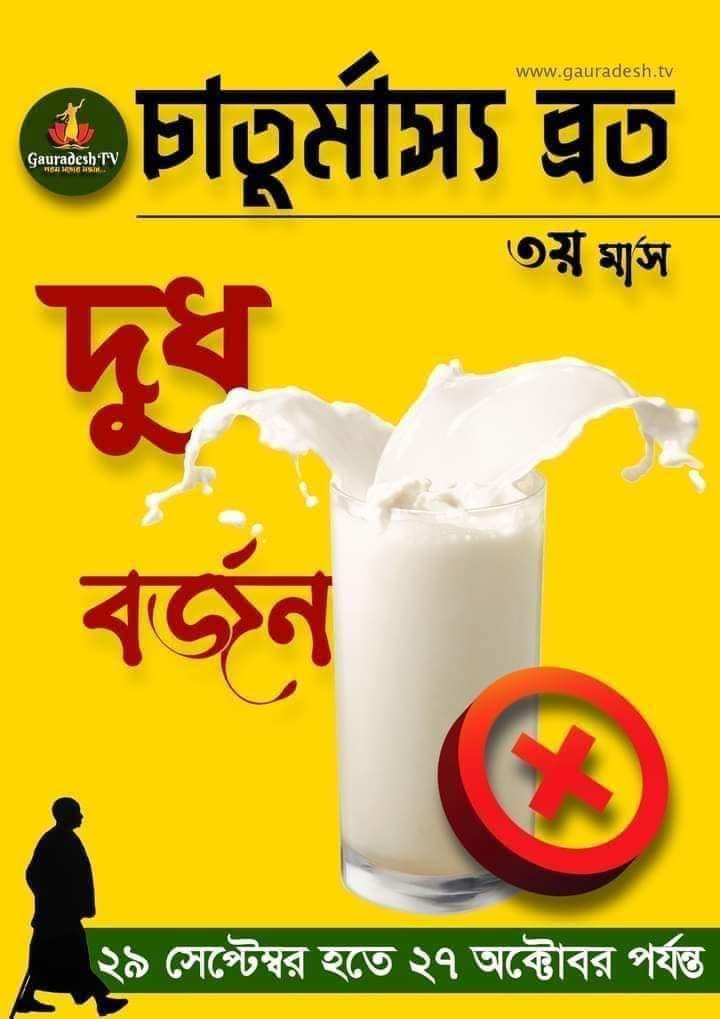 www.gauradesh.tv
Gauradesh TV
চাতুর্মাস্য ব্রত
৩য় মাস
দুধ
বর্জন
২৯ সেপ্টেম্বর হতে ২৭ অক্টোবর পর্যন্ত